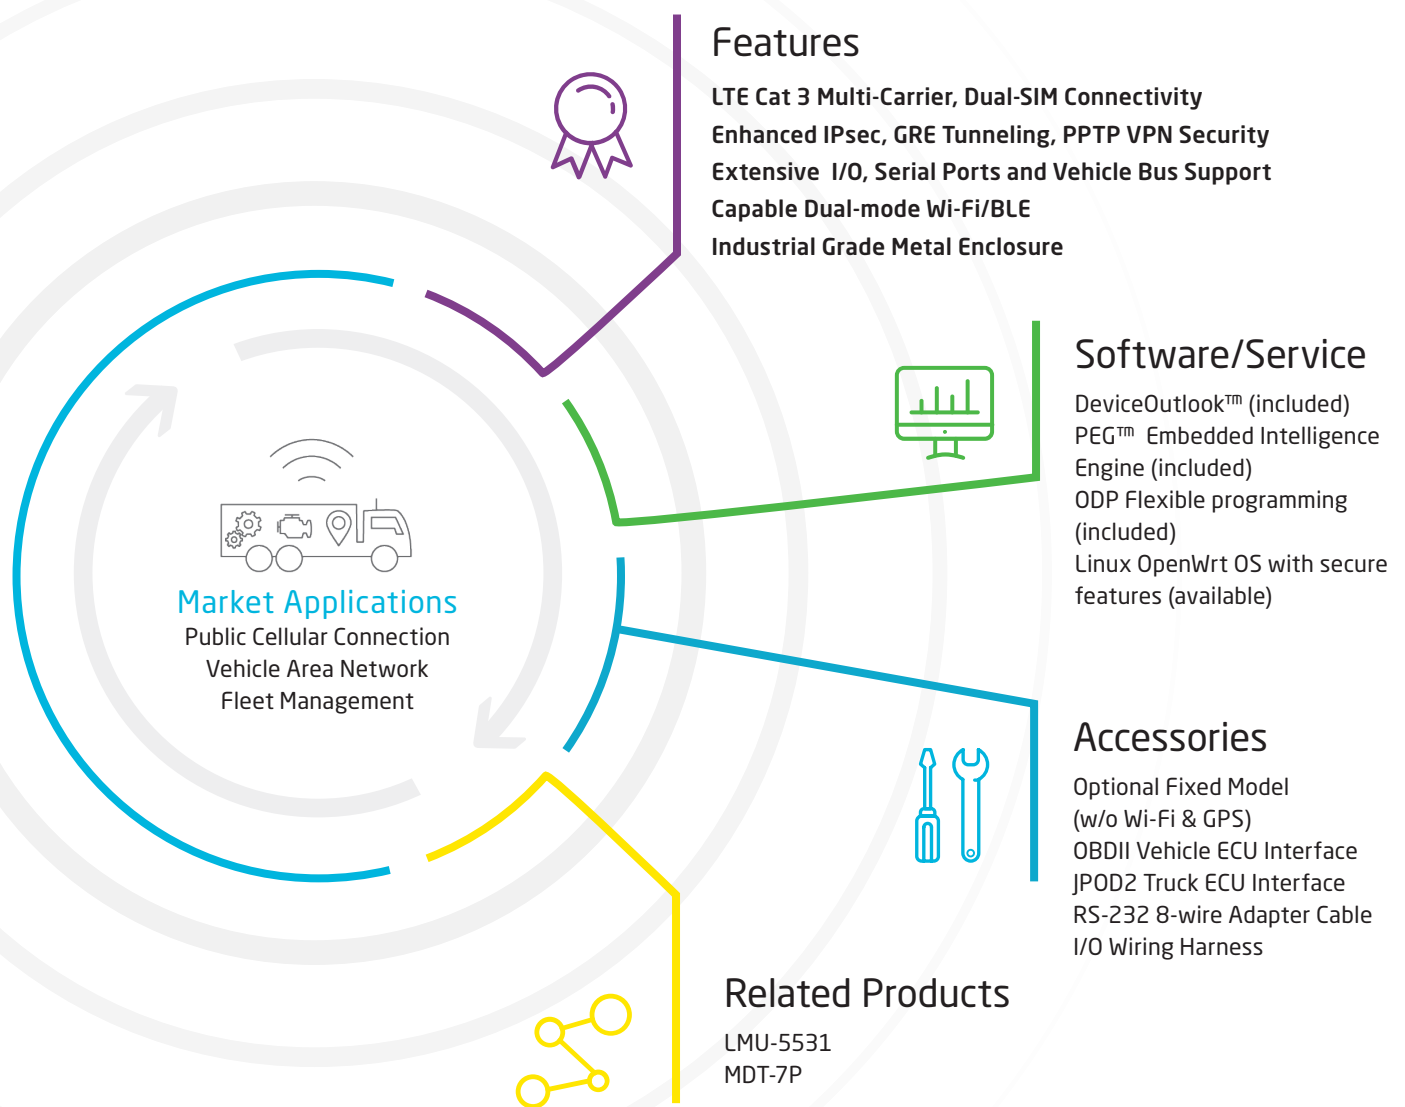 Features
LTE Cat 3 Multi-Carrier, Dual-SIM Connectivity
Enhanced IPsec, GRE Tunneling, PPTP VPN Security
Extensive  I/O, Serial Ports and Vehicle Bus Support
Capable Dual-mode Wi-Fi/BLE
Industrial Grade Metal Enclosure
Software/Service
DeviceOutlook™ (included)
PEG™  Embedded Intelligence
Engine (included)
ODP Flexible programming
(included)
Linux OpenWrt OS with secure
features (available)
Market Applications
Public Cellular Connection
Vehicle Area Network
Fleet Management
Accessories
Optional Fixed Model
(w/o Wi-Fi & GPS)
OBDII Vehicle ECU Interface
JPOD2 Truck ECU Interface
RS-232 8-wire Adapter Cable
I/O Wiring Harness
Related Products
LMU-5531
MDT-7P